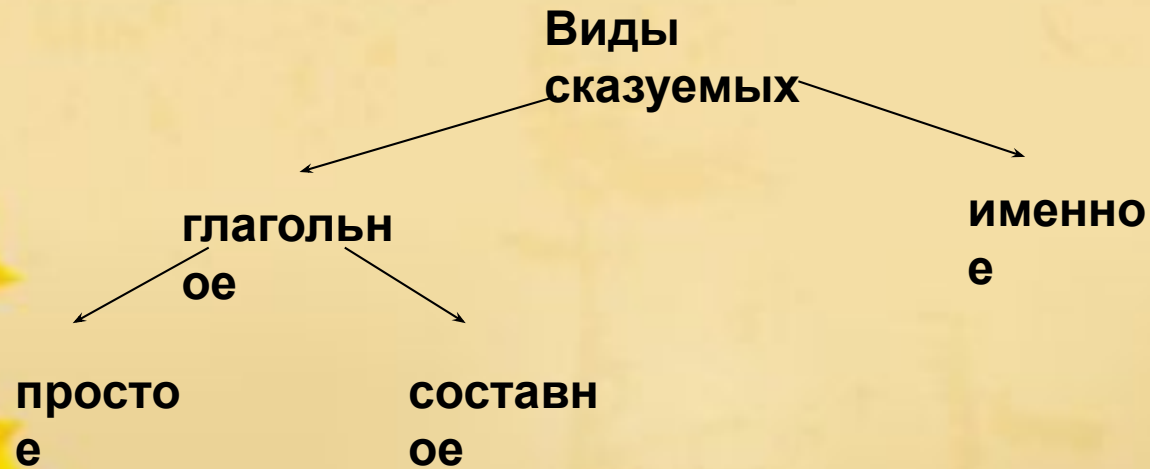 Виды
сказуемых
глагольн
ое
именно
е
просто
е
составн
ое